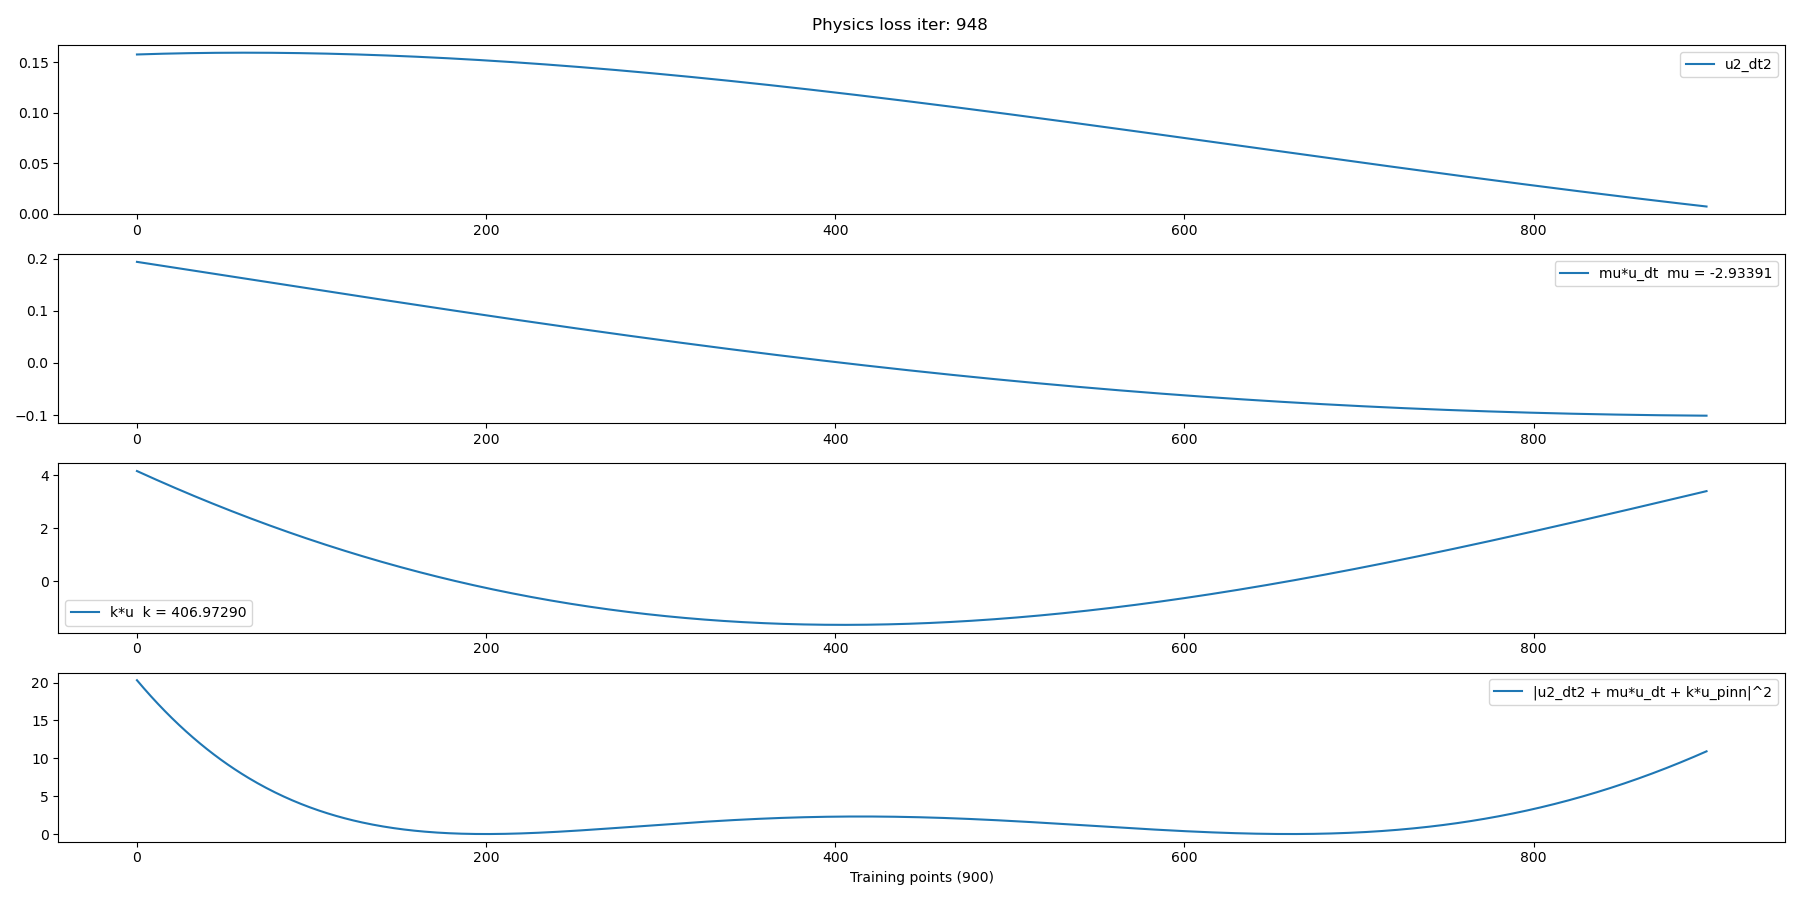 Physics loss iter: 948
0.15
0.10
0.05
0.00
u2_dt2
0 200 400 600 800
0.2
0.1
0.0
−0.1
mu*u_dt  mu = -2.93391
0 200 400 600 800
4
2
0
k*u  k = 406.97290
0 200 400 600 800
20
15
10
5
0
|u2_dt2 + mu*u_dt + k*u_pinn|^2
0 200 400 600 800
Training points (900)